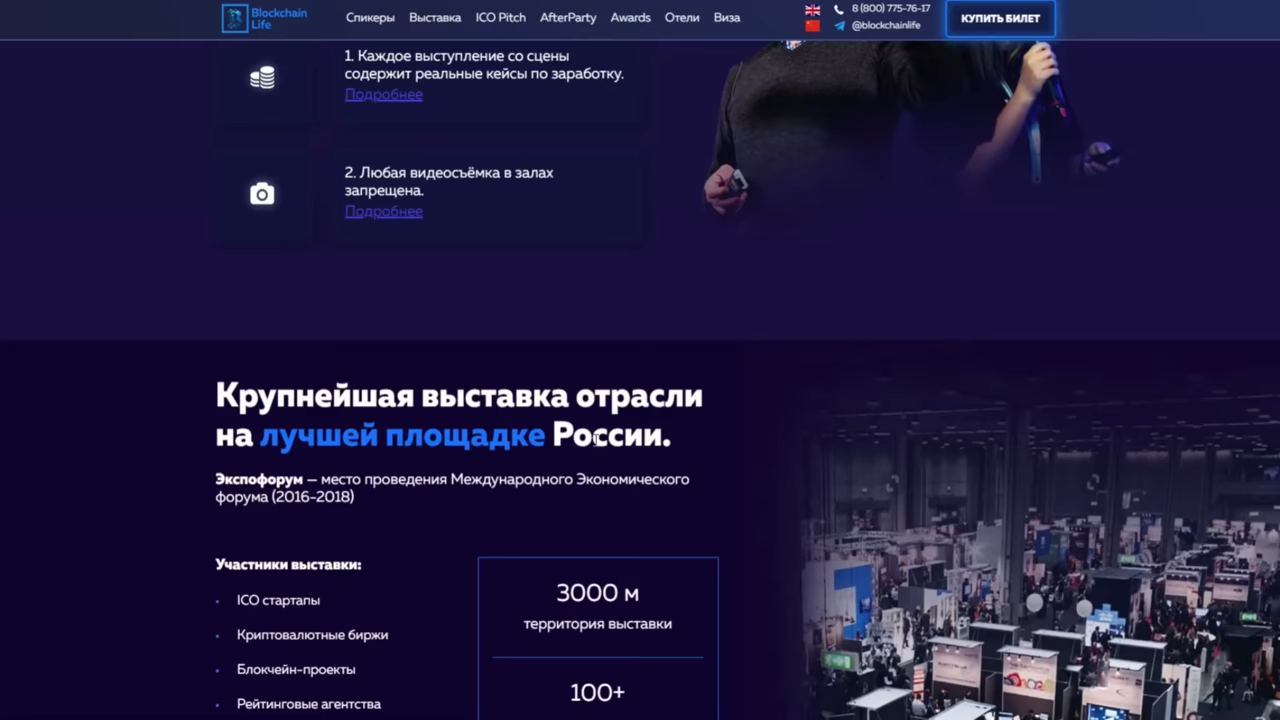 Blockchain
Life
Спикеры Выставка ICO Pitch AfterParty Awards Отели Виза
8 (800) 775-76-17
@blockchainlife
КУПИТЬ БИЛЕТ
1. Каждое выступление со сцены
содержит реальные кейсы по заработку.
Подробнее
2. Любая видеосъёмка в залах
запрещена.
Подробнее
Крупнейшая выставка отрасли
на лучшей площадке России.
Экспофорум — место проведения Международного Экономического
форума (2016-2018)
Участники выставки:
ICO стартапы
Криптовалютные биржи
Блокчейн-проекты
Рейтинговые агентства
3000 м
территория выставки
100+